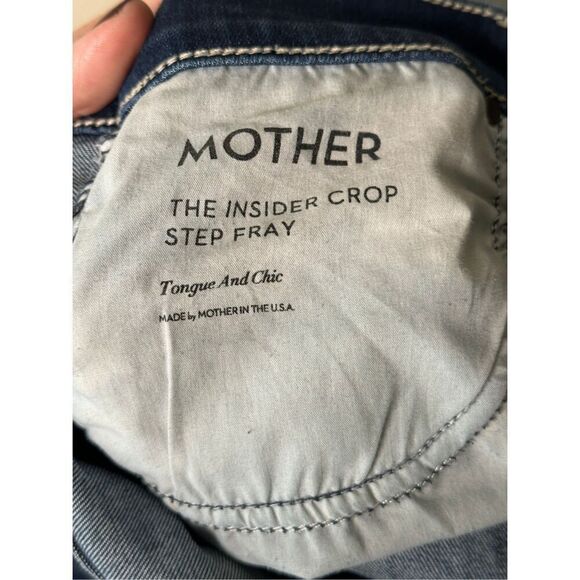 MOTHER
THE INSIDER CROP
STEP FRAY
Tongue And Chic
MADE by MOTHER IN THE U.S.A.